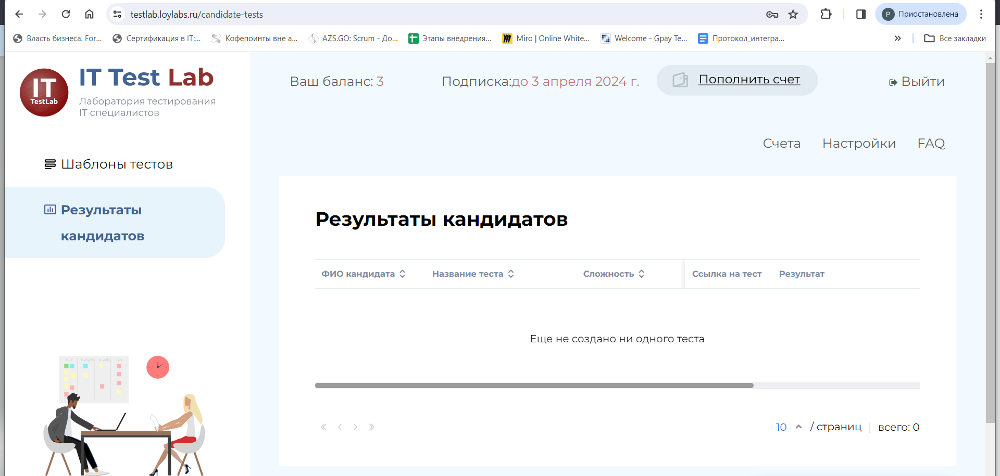 testlab.loylabs.ru/candidate-tests
P Приостановлена
Власть бизнеса. For...
Сертификация в IT:...
Кофепоинты вне а...
AZS.GO: Scrum - До...
Этапы внедрения...
Miro | Online White...
Welcome - Gpay Te...
Протокол_интегра...
Все закладки
IT
TestLab
IT Test Lab
Лаборатория тестирования
IT специалистов
Ваш баланс: 3
Подписка:до 3 апреля 2024 г.
Пополнить счет
Выйти
Счета
Настройки
FAQ
Шаблоны тестов
Результаты
кандидатов
Результаты кандидатов
ФИО кандидата
Название теста
Сложность
Ссылка на тест
Результат
Еще не создано ни одного теста
10 / страниц
всего: 0